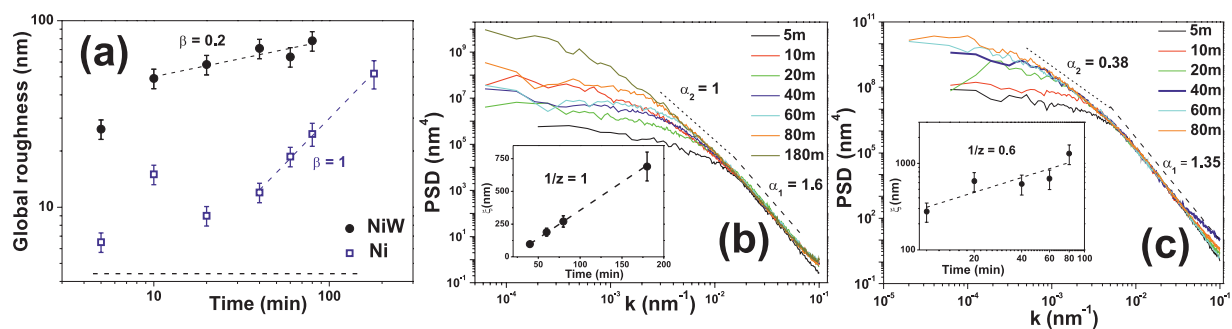 (a)
Global roughness (nm)
100
10
β = 0.2
β = 1
NiW
Ni
10
100
Time (min)
(b)
PSD (nm⁴)
10⁹
10⁷
10⁵
10³
10¹
10⁻¹
10⁻⁴
10⁻³
10⁻²
10⁻¹
k (nm⁻¹)
5m
10m
20m
40m
60m
80m
180m
α₂ = 1
α₁ = 1.6
1/z = 1
ξ(nm)
750
500
250
0
50
100
150
200
Time (min)
(c)
PSD (nm⁴)
10¹¹
10⁸
10⁵
10²
10⁻¹
10⁻⁵
10⁻⁴
10⁻³
10⁻²
10⁻¹
k (nm⁻¹)
5m
10m
20m
40m
60m
80m
α₂ = 0.38
α₁ = 1.35
1/z = 0.6
ξ(nm)
1000
100
20
40
60
80
100
Time (min)